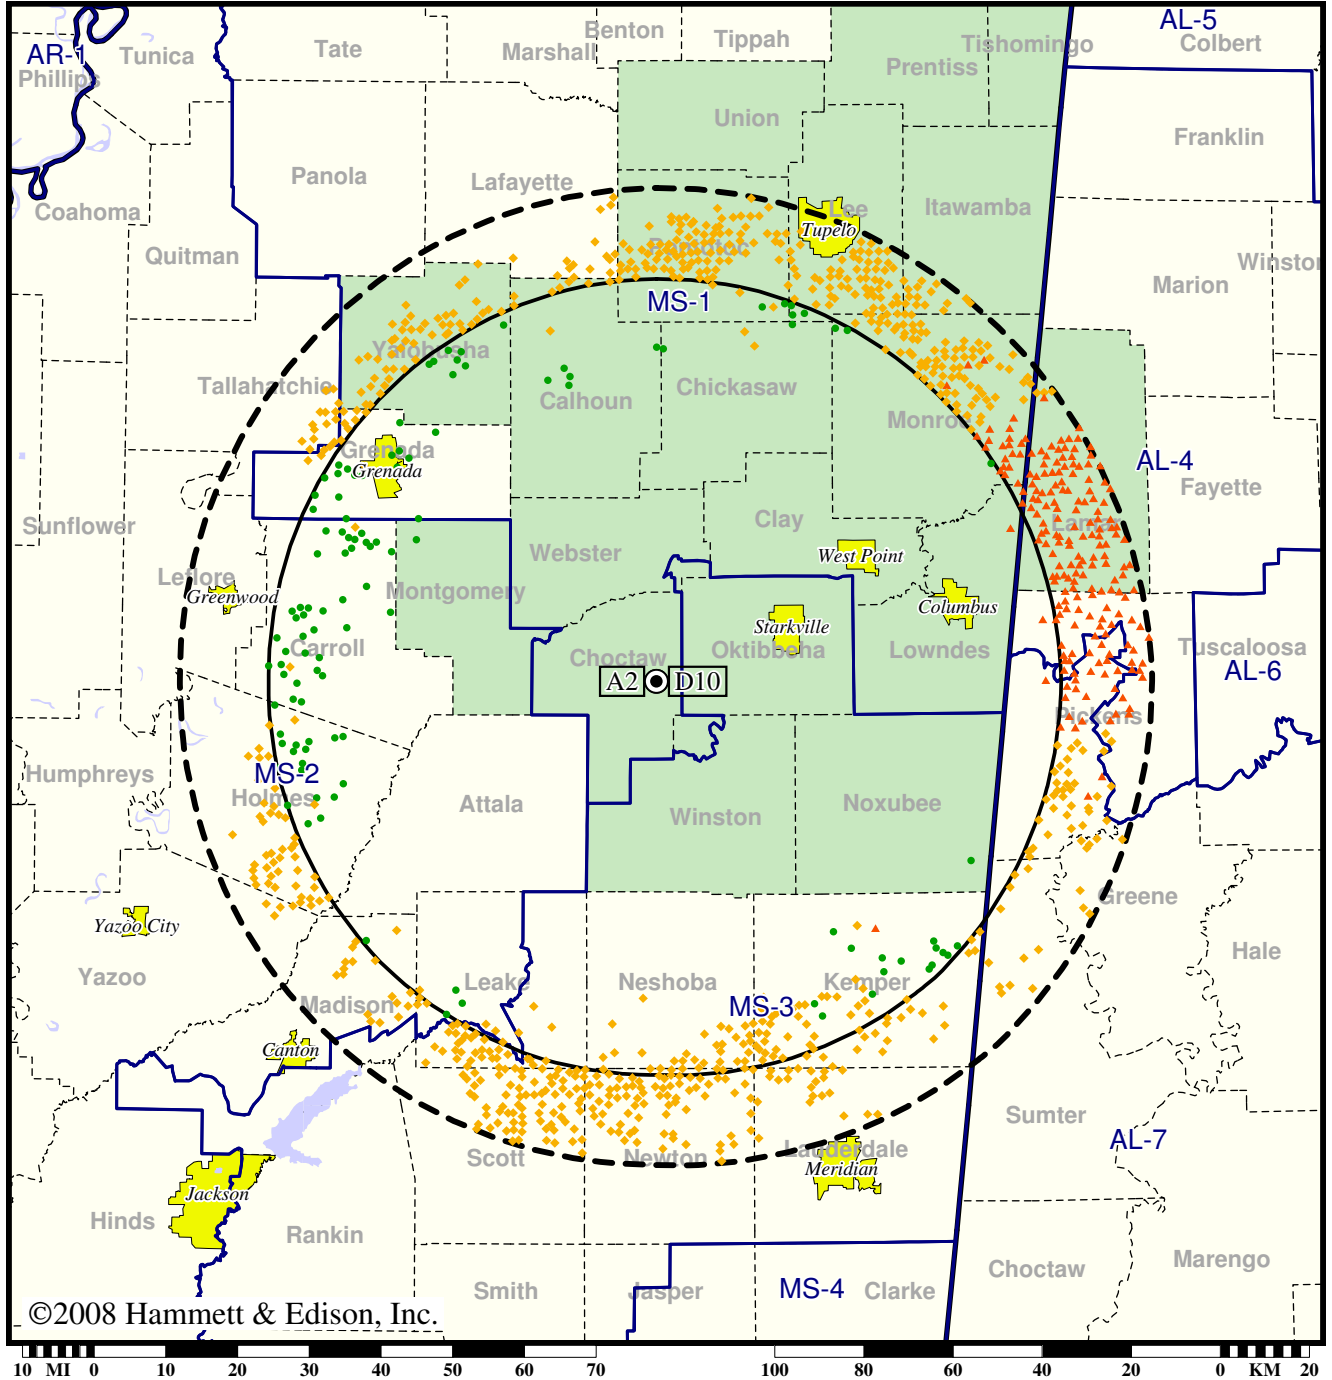 AL-5
Benton
Tippah
AR-1
Tunica
Tate
Marshall
Tishomingo
Colbert
Phillips
Prentiss
Union
Franklin
Panola
Lafayette
Coahoma
Lee
Itawamba
Tupelo
Quitman
Pontotoc
Winston
Marion
MS-1
Yalobusha
Tallahatchie
Chickasaw
Calhoun
Monroe
Grenada
Grenada
AL-4
Fayette
Sunflower
Clay
Lamar
Webster
West Point
Leflore
Greenwood
Montgomery
Columbus
Starkville
Carroll
Choctaw
Oktibbeha
Lowndes
Tuscaloosa
AL-6
A2
D10
Pickens
Humphreys
MS-2
Holmes
Attala
Winston
Noxubee
Greene
Yazoo City
Yazoo
Hale
Leake
Neshoba
Kemper
Madison
MS-3
Canton
Sumter
AL-7
Scott
Newton
Lauderdale
Meridian
Jackson
Hinds
Rankin
Marengo
Choctaw
Smith
Jasper
MS-4
Clarke
©2008 Hammett & Edison, Inc.
10 MI 0 10 20 30 40 50 60 70 100 80 60 40 20 0 KM 20